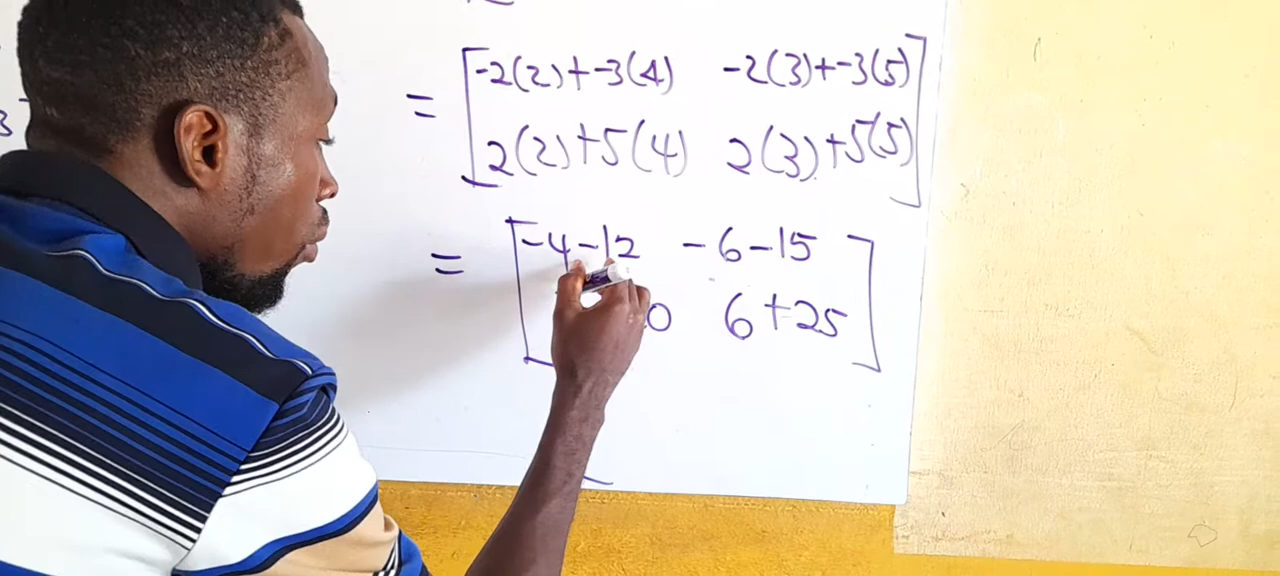 3
= [-2(2)+-3(4) -2(3)+-3(5)
2(2)+5(4) 2(3)+5(5)]
= [-4-12 -6-15
0 6+25]